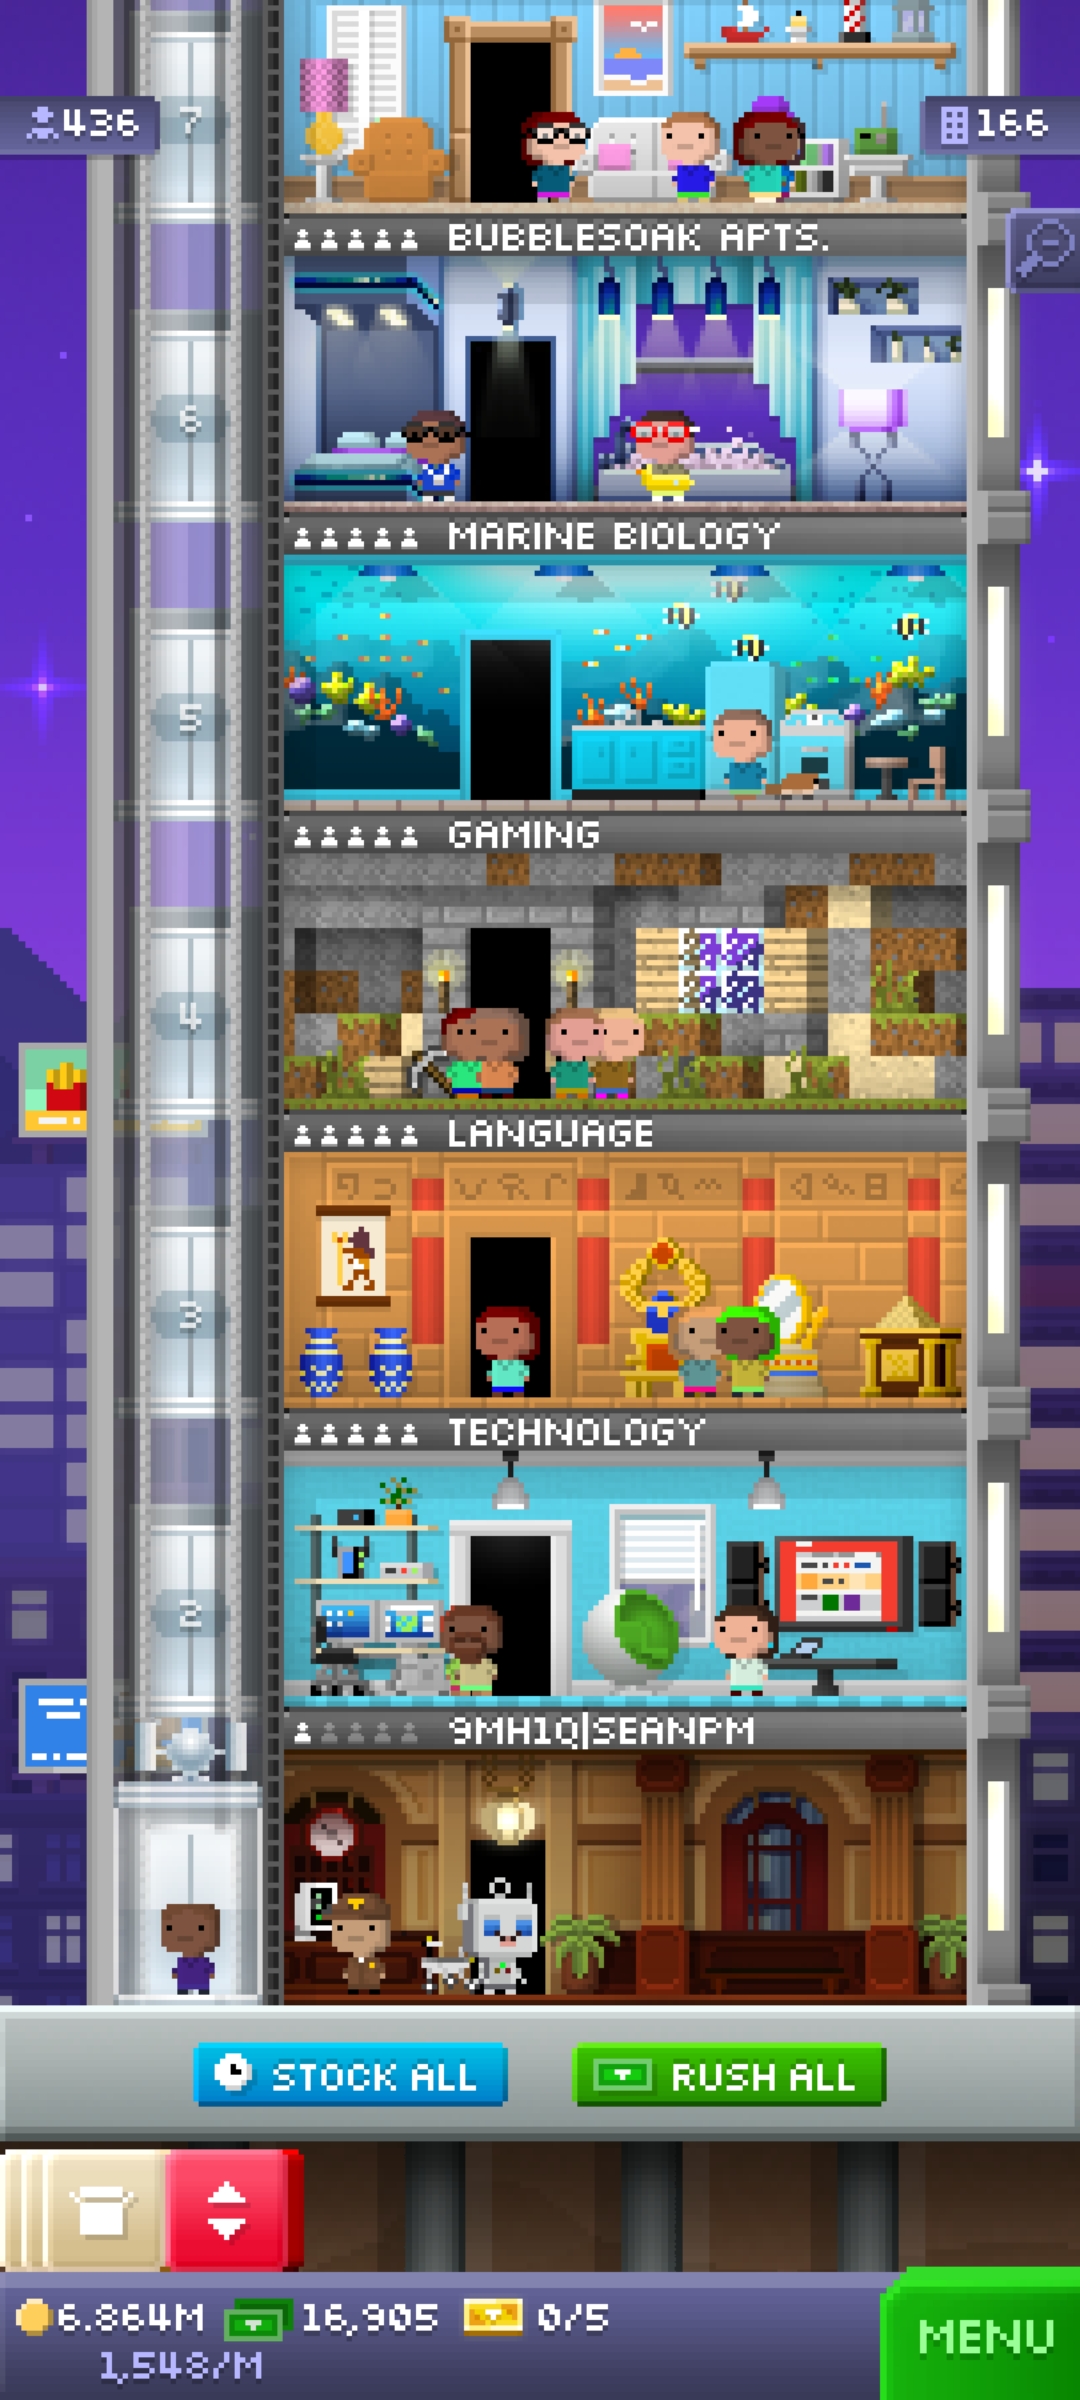 436
7
166
BUBBLESOAK APTS.
6
MARINE BIOLOGY
5
GAMING
4
LANGUAGE
3
TECHNOLOGY
2
9MH1Q|SEANPM
STOCK ALL
RUSH ALL
6.864M
16,905
0/5
MENU
1,548/M